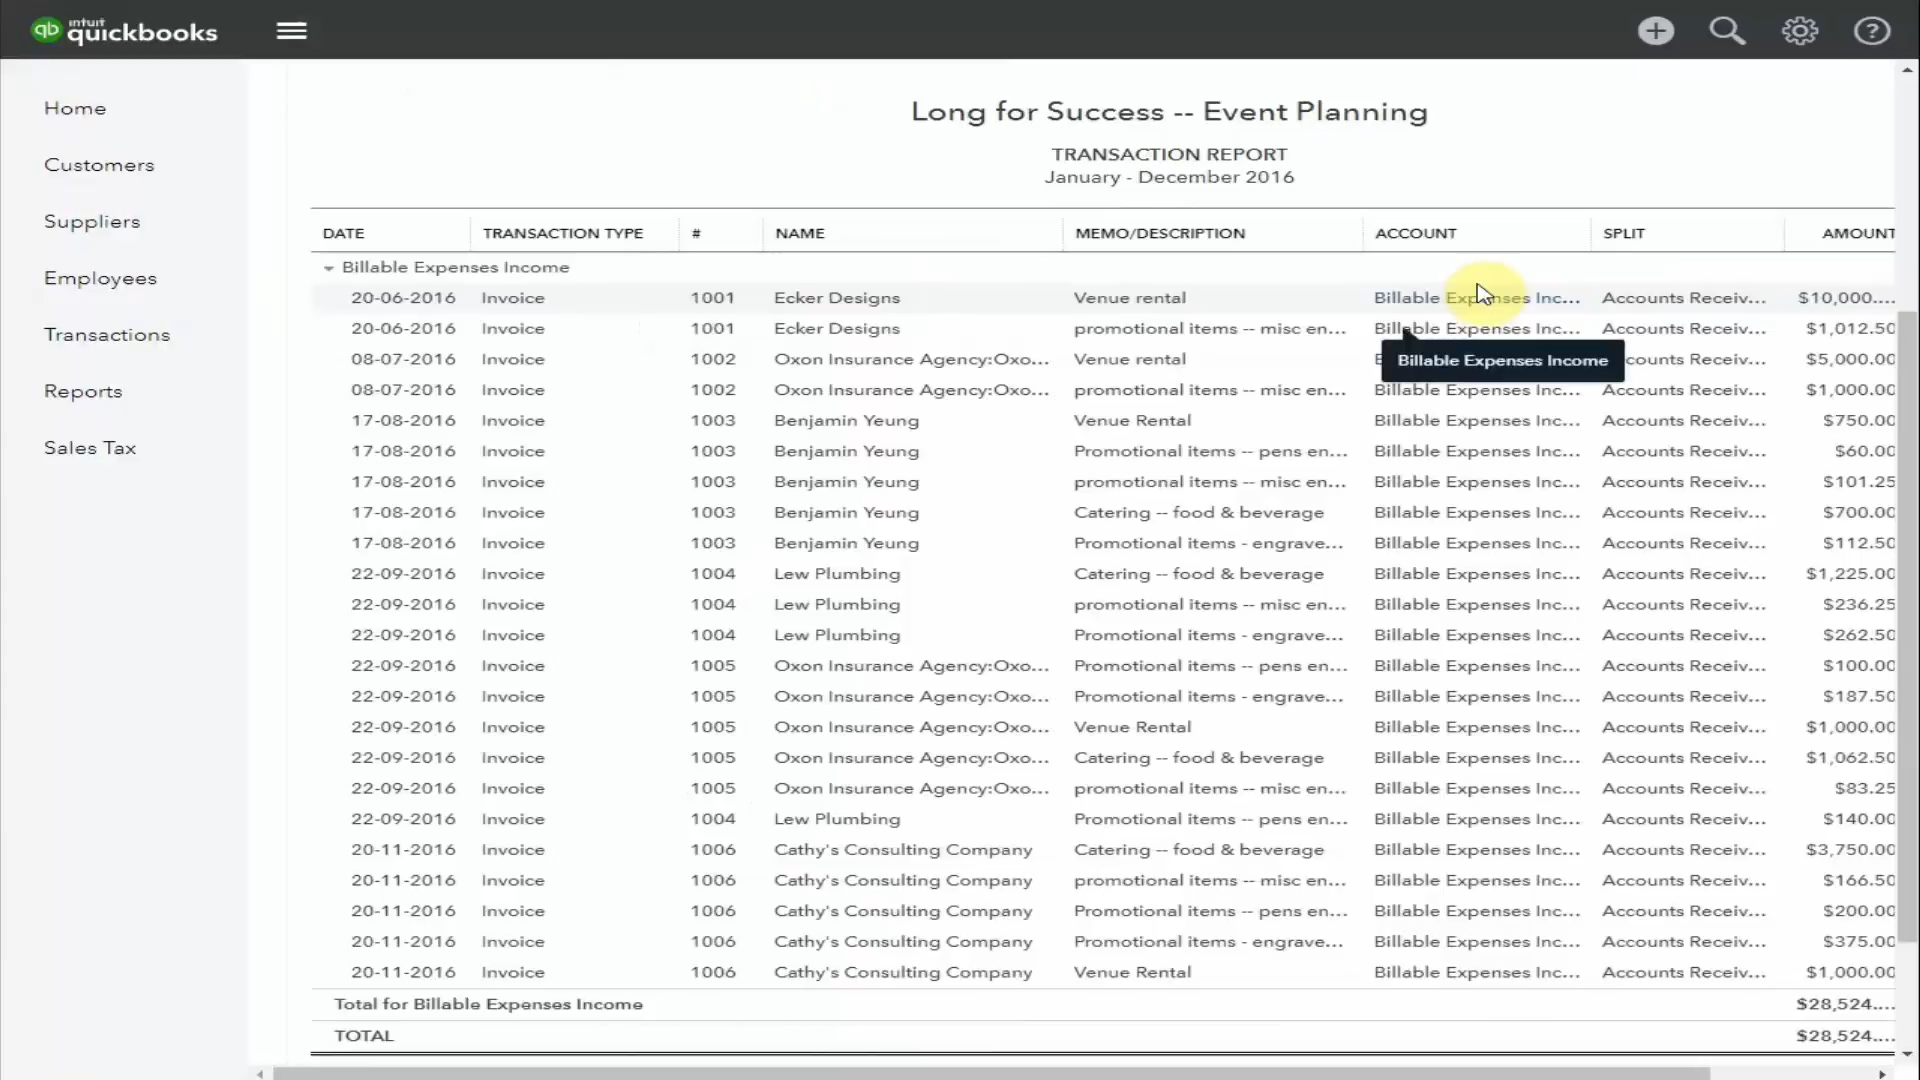 intuit
quickbooks
Home
Customers
Suppliers
Employees
Transactions
Reports
Sales Tax
Long for Success -- Event Planning
TRANSACTION REPORT
January - December 2016
DATE TRANSACTION TYPE # NAME MEMO/DESCRIPTION ACCOUNT SPLIT AMOUNT
Billable Expenses Income
20-06-2016 Invoice 1001 Ecker Designs Venue rental Billable Expenses Inc... Accounts Receiv... $10,000....
20-06-2016 Invoice 1001 Ecker Designs promotional items -- misc en... Billable Expenses Inc... Accounts Receiv... $1,012.50
08-07-2016 Invoice 1002 Oxon Insurance Agency:Oxo... Venue rental Billable Expenses Income counts Receiv... $5,000.00
08-07-2016 Invoice 1002 Oxon Insurance Agency:Oxo... promotional items -- misc en... Billable Expenses Inc... Accounts Receiv... $1,000.00
17-08-2016 Invoice 1003 Benjamin Yeung Venue Rental Billable Expenses Inc... Accounts Receiv... $750.00
17-08-2016 Invoice 1003 Benjamin Yeung Promotional items -- pens en... Billable Expenses Inc... Accounts Receiv... $60.00
17-08-2016 Invoice 1003 Benjamin Yeung promotional items -- misc en... Billable Expenses Inc... Accounts Receiv... $101.25
17-08-2016 Invoice 1003 Benjamin Yeung Catering -- food & beverage Billable Expenses Inc... Accounts Receiv... $700.00
17-08-2016 Invoice 1003 Benjamin Yeung Promotional items - engrave... Billable Expenses Inc... Accounts Receiv... $112.50
22-09-2016 Invoice 1004 Lew Plumbing Catering -- food & beverage Billable Expenses Inc... Accounts Receiv... $1,225.00
22-09-2016 Invoice 1004 Lew Plumbing promotional items -- misc en... Billable Expenses Inc... Accounts Receiv... $236.25
22-09-2016 Invoice 1004 Lew Plumbing Promotional items - engrave... Billable Expenses Inc... Accounts Receiv... $262.50
22-09-2016 Invoice 1005 Oxon Insurance Agency:Oxo... Promotional items -- pens en... Billable Expenses Inc... Accounts Receiv... $100.00
22-09-2016 Invoice 1005 Oxon Insurance Agency:Oxo... Promotional items - engrave... Billable Expenses Inc... Accounts Receiv... $187.50
22-09-2016 Invoice 1005 Oxon Insurance Agency:Oxo... Venue Rental Billable Expenses Inc... Accounts Receiv... $1,000.00
22-09-2016 Invoice 1005 Oxon Insurance Agency:Oxo... Catering -- food & beverage Billable Expenses Inc... Accounts Receiv... $1,062.50
22-09-2016 Invoice 1005 Oxon Insurance Agency:Oxo... promotional items -- misc en... Billable Expenses Inc... Accounts Receiv... $83.25
22-09-2016 Invoice 1004 Lew Plumbing Promotional items -- pens en... Billable Expenses Inc... Accounts Receiv... $140.00
20-11-2016 Invoice 1006 Cathy's Consulting Company Catering -- food & beverage Billable Expenses Inc... Accounts Receiv... $3,750.00
20-11-2016 Invoice 1006 Cathy's Consulting Company promotional items -- misc en... Billable Expenses Inc... Accounts Receiv... $166.50
20-11-2016 Invoice 1006 Cathy's Consulting Company Promotional items -- pens en... Billable Expenses Inc... Accounts Receiv... $200.00
20-11-2016 Invoice 1006 Cathy's Consulting Company Promotional items - engrave... Billable Expenses Inc... Accounts Receiv... $375.00
20-11-2016 Invoice 1006 Cathy's Consulting Company Venue Rental Billable Expenses Inc... Accounts Receiv... $1,000.00
Total for Billable Expenses Income $28,524....
TOTAL $28,524....